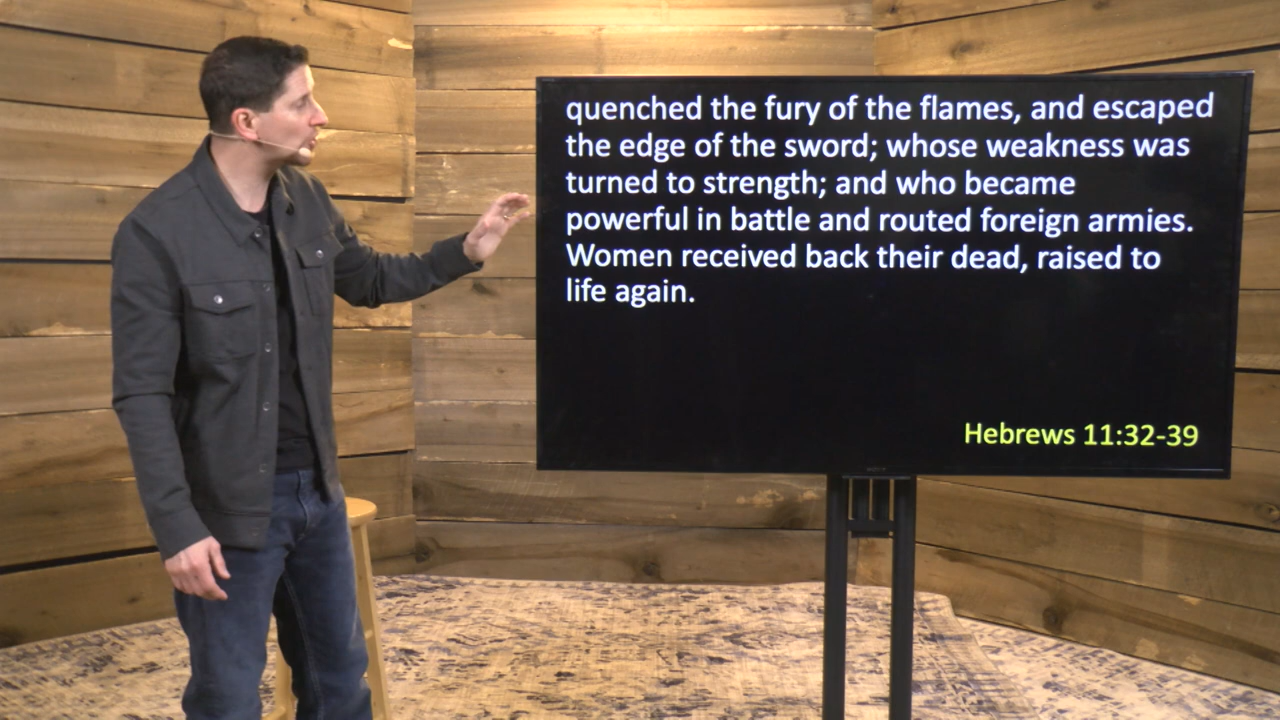 quenched the fury of the flames, and escaped
the edge of the sword; whose weakness was
turned to strength; and who became
powerful in battle and routed foreign armies.
Women received back their dead, raised to
life again.
Hebrews 11:32-39